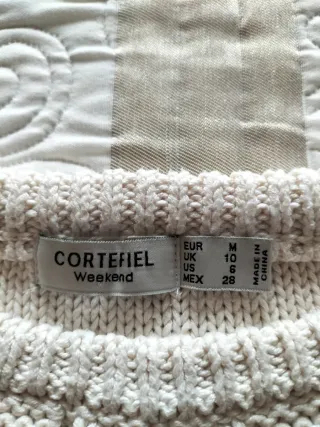 CORTEFIEL
Weekend
EUR M
UK 10
US 6
MEX 28
MADE IN
CHINA